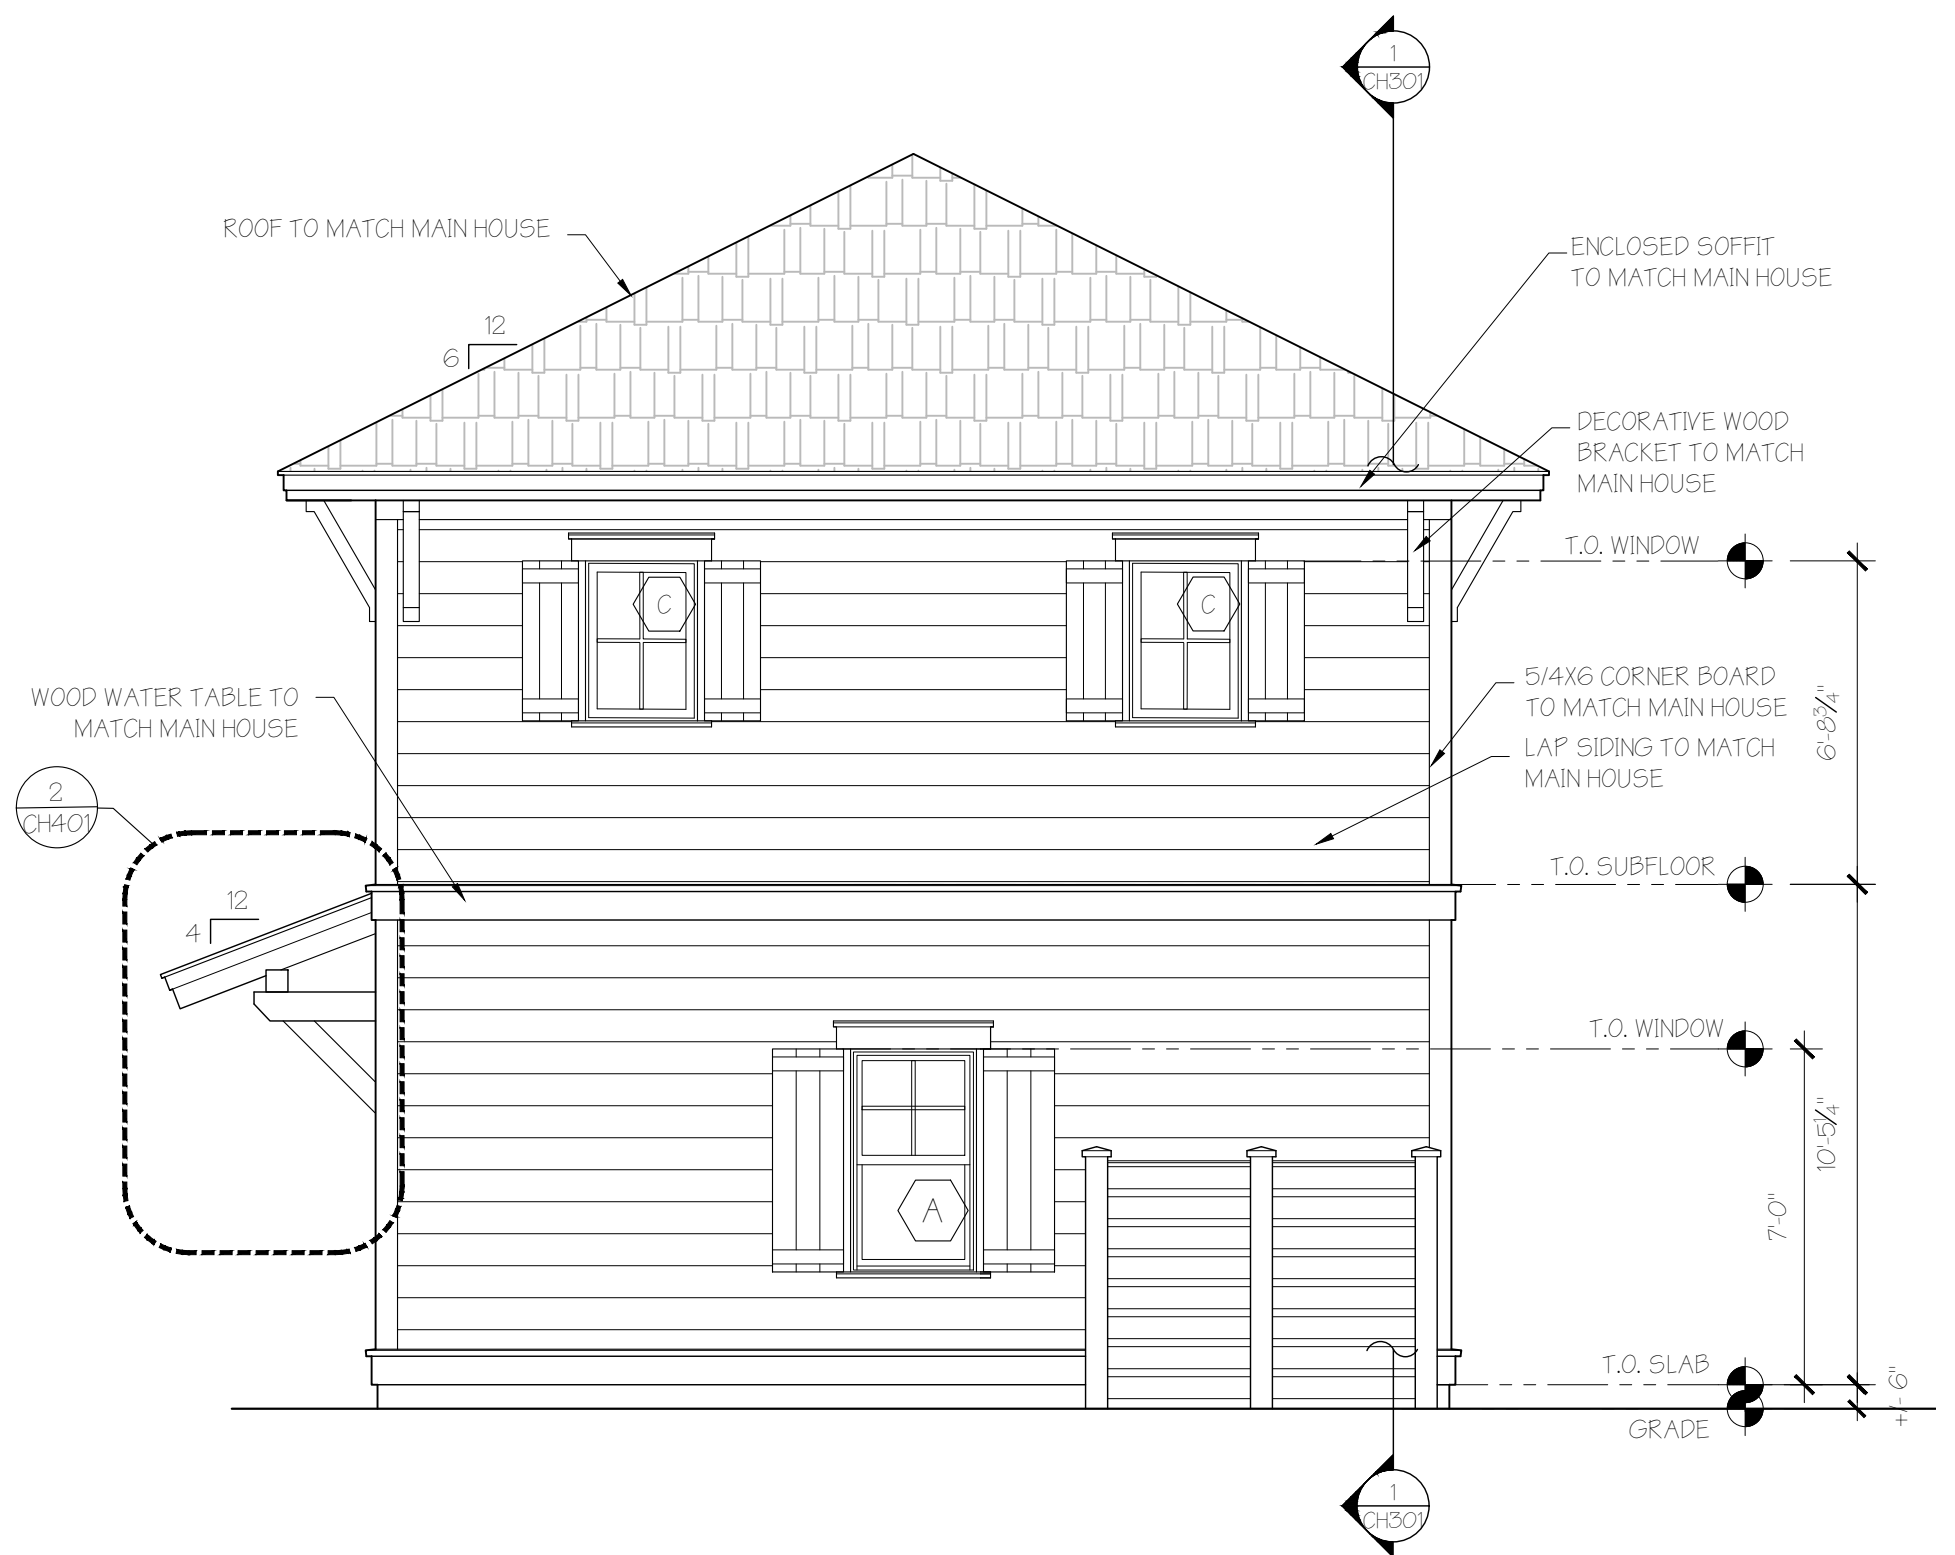 1
CH301
ROOF TO MATCH MAIN HOUSE
ENCLOSED SOFFIT
TO MATCH MAIN HOUSE
12
6
DECORATIVE WOOD
BRACKET TO MATCH
MAIN HOUSE
T.O. WINDOW
C
C
WOOD WATER TABLE TO
MATCH MAIN HOUSE
5/4X6 CORNER BOARD
TO MATCH MAIN HOUSE
6'-8¾"
LAP SIDING TO MATCH
MAIN HOUSE
2
CH401
T.O. SUBFLOOR
12
4
T.O. WINDOW
10'-5¼"
7'-0"
A
T.O. SLAB
+/- 6"
GRADE
1
CH301